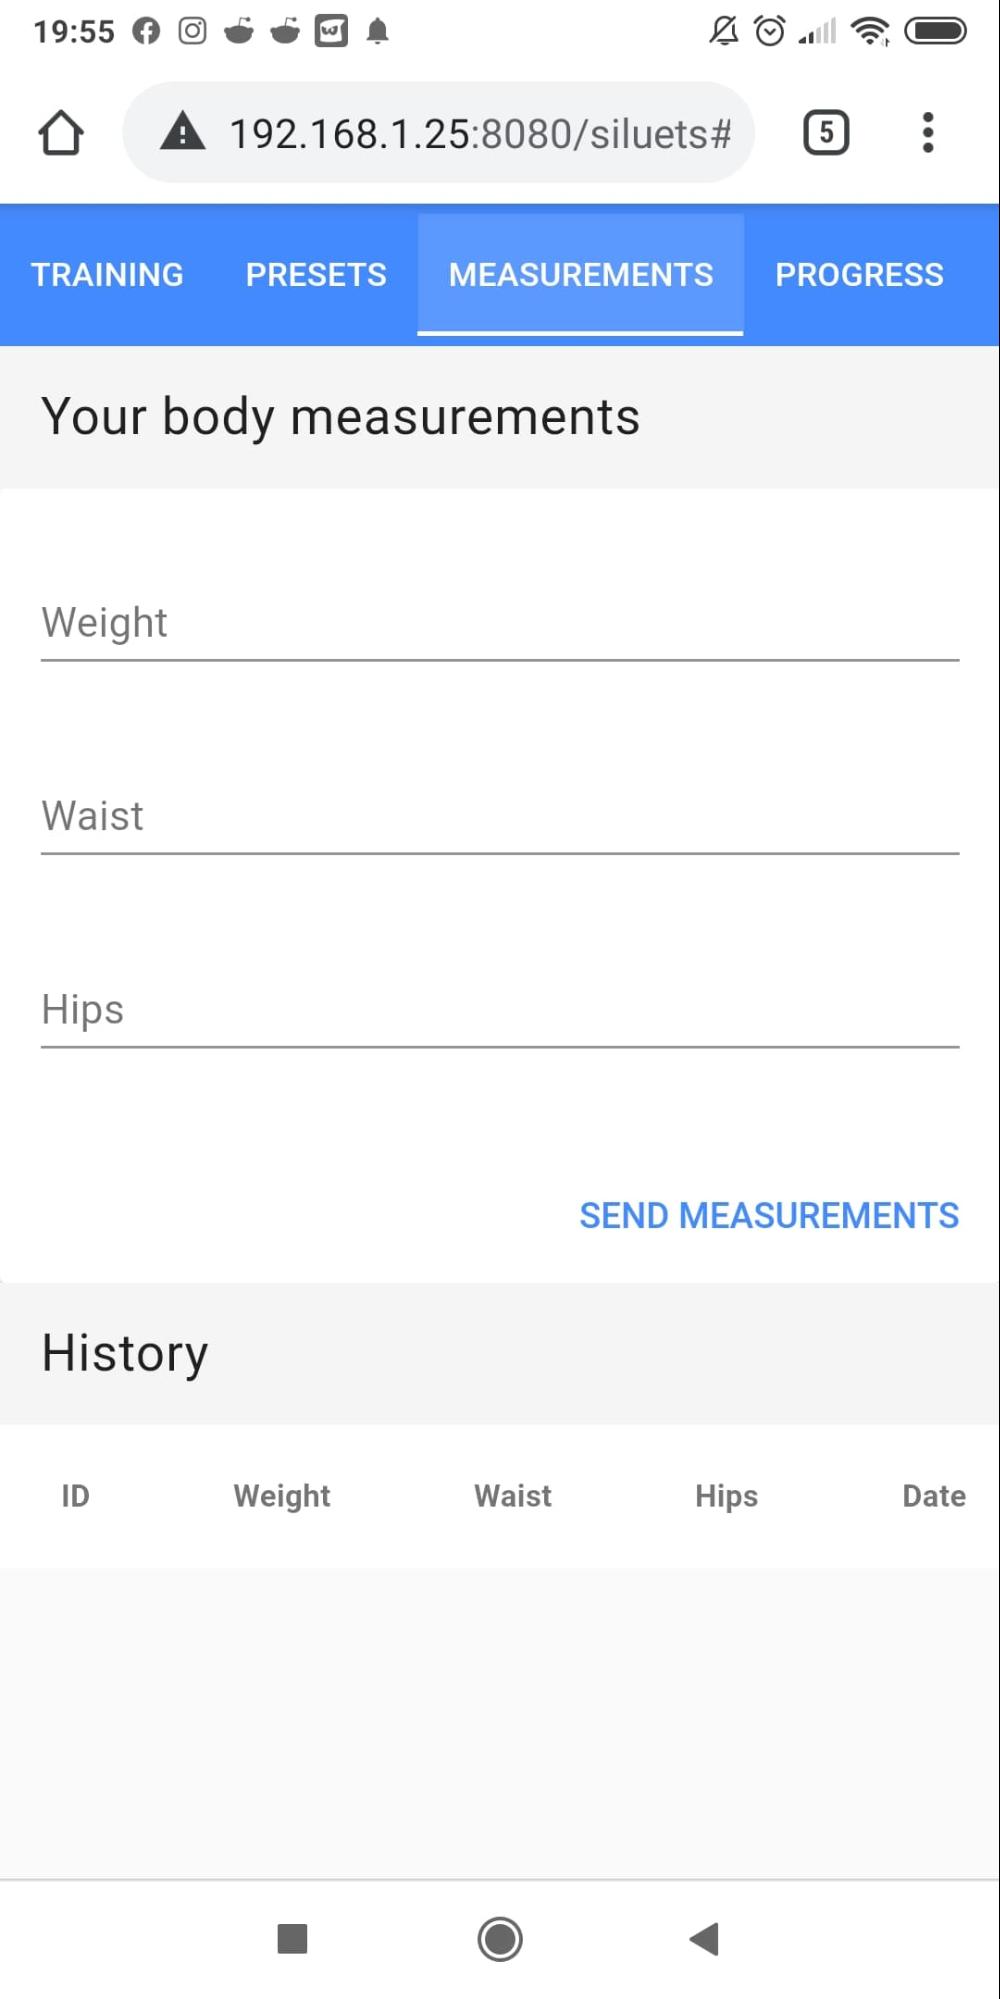 19:55
192.168.1.25:8080/siluets#
5
TRAINING PRESETS MEASUREMENTS PROGRESS
Your body measurements
Weight
Waist
Hips
SEND MEASUREMENTS
History
ID Weight Waist Hips Date